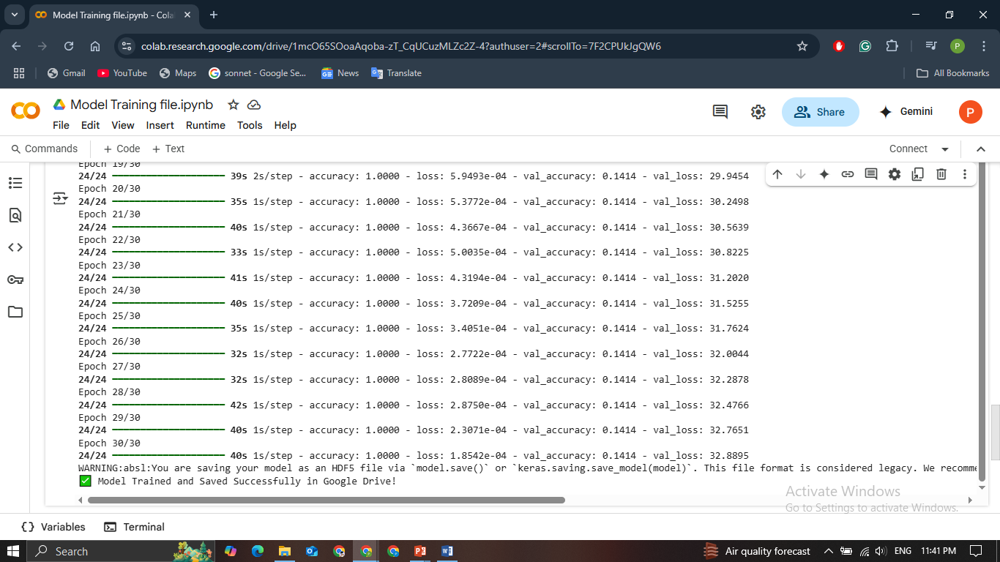 Model Training file.ipynb - Cola
colab.research.google.com/drive/1mcO65SOoaAqoba-zT_CqUCuzMLZc2Z-4?authuser=2#scrollTo=7F2CPUkJgQW6
P
Gmail YouTube Maps sonnet - Google Se... News Translate All Bookmarks
Model Training file.ipynb
File Edit View Insert Runtime Tools Help
Share Gemini P
Commands + Code + Text Connect
Epoch 19/30
24/24 39s 2s/step - accuracy: 1.0000 - loss: 5.9493e-04 - val_accuracy: 0.1414 - val_loss: 29.9454
Epoch 20/30
24/24 35s 1s/step - accuracy: 1.0000 - loss: 5.3772e-04 - val_accuracy: 0.1414 - val_loss: 30.2498
Epoch 21/30
24/24 40s 1s/step - accuracy: 1.0000 - loss: 4.3667e-04 - val_accuracy: 0.1414 - val_loss: 30.5639
Epoch 22/30
24/24 33s 1s/step - accuracy: 1.0000 - loss: 5.0035e-04 - val_accuracy: 0.1414 - val_loss: 30.8225
Epoch 23/30
24/24 41s 1s/step - accuracy: 1.0000 - loss: 4.3194e-04 - val_accuracy: 0.1414 - val_loss: 31.2020
Epoch 24/30
24/24 40s 1s/step - accuracy: 1.0000 - loss: 3.7209e-04 - val_accuracy: 0.1414 - val_loss: 31.5255
Epoch 25/30
24/24 35s 1s/step - accuracy: 1.0000 - loss: 3.4051e-04 - val_accuracy: 0.1414 - val_loss: 31.7624
Epoch 26/30
24/24 32s 1s/step - accuracy: 1.0000 - loss: 2.7722e-04 - val_accuracy: 0.1414 - val_loss: 32.0044
Epoch 27/30
24/24 32s 1s/step - accuracy: 1.0000 - loss: 2.8089e-04 - val_accuracy: 0.1414 - val_loss: 32.2878
Epoch 28/30
24/24 42s 1s/step - accuracy: 1.0000 - loss: 2.8750e-04 - val_accuracy: 0.1414 - val_loss: 32.4766
Epoch 29/30
24/24 40s 1s/step - accuracy: 1.0000 - loss: 2.3071e-04 - val_accuracy: 0.1414 - val_loss: 32.7651
Epoch 30/30
24/24 40s 1s/step - accuracy: 1.0000 - loss: 1.8542e-04 - val_accuracy: 0.1414 - val_loss: 32.8895
WARNING:absl:You are saving your model as an HDF5 file via `model.save()` or `keras.saving.save_model(model)`. This file format is considered legacy. We recomme
✅ Model Trained and Saved Successfully in Google Drive!
Activate Windows
Go to Settings to activate Windows.
{} Variables Terminal
Search Air quality forecast ENG 11:41 PM